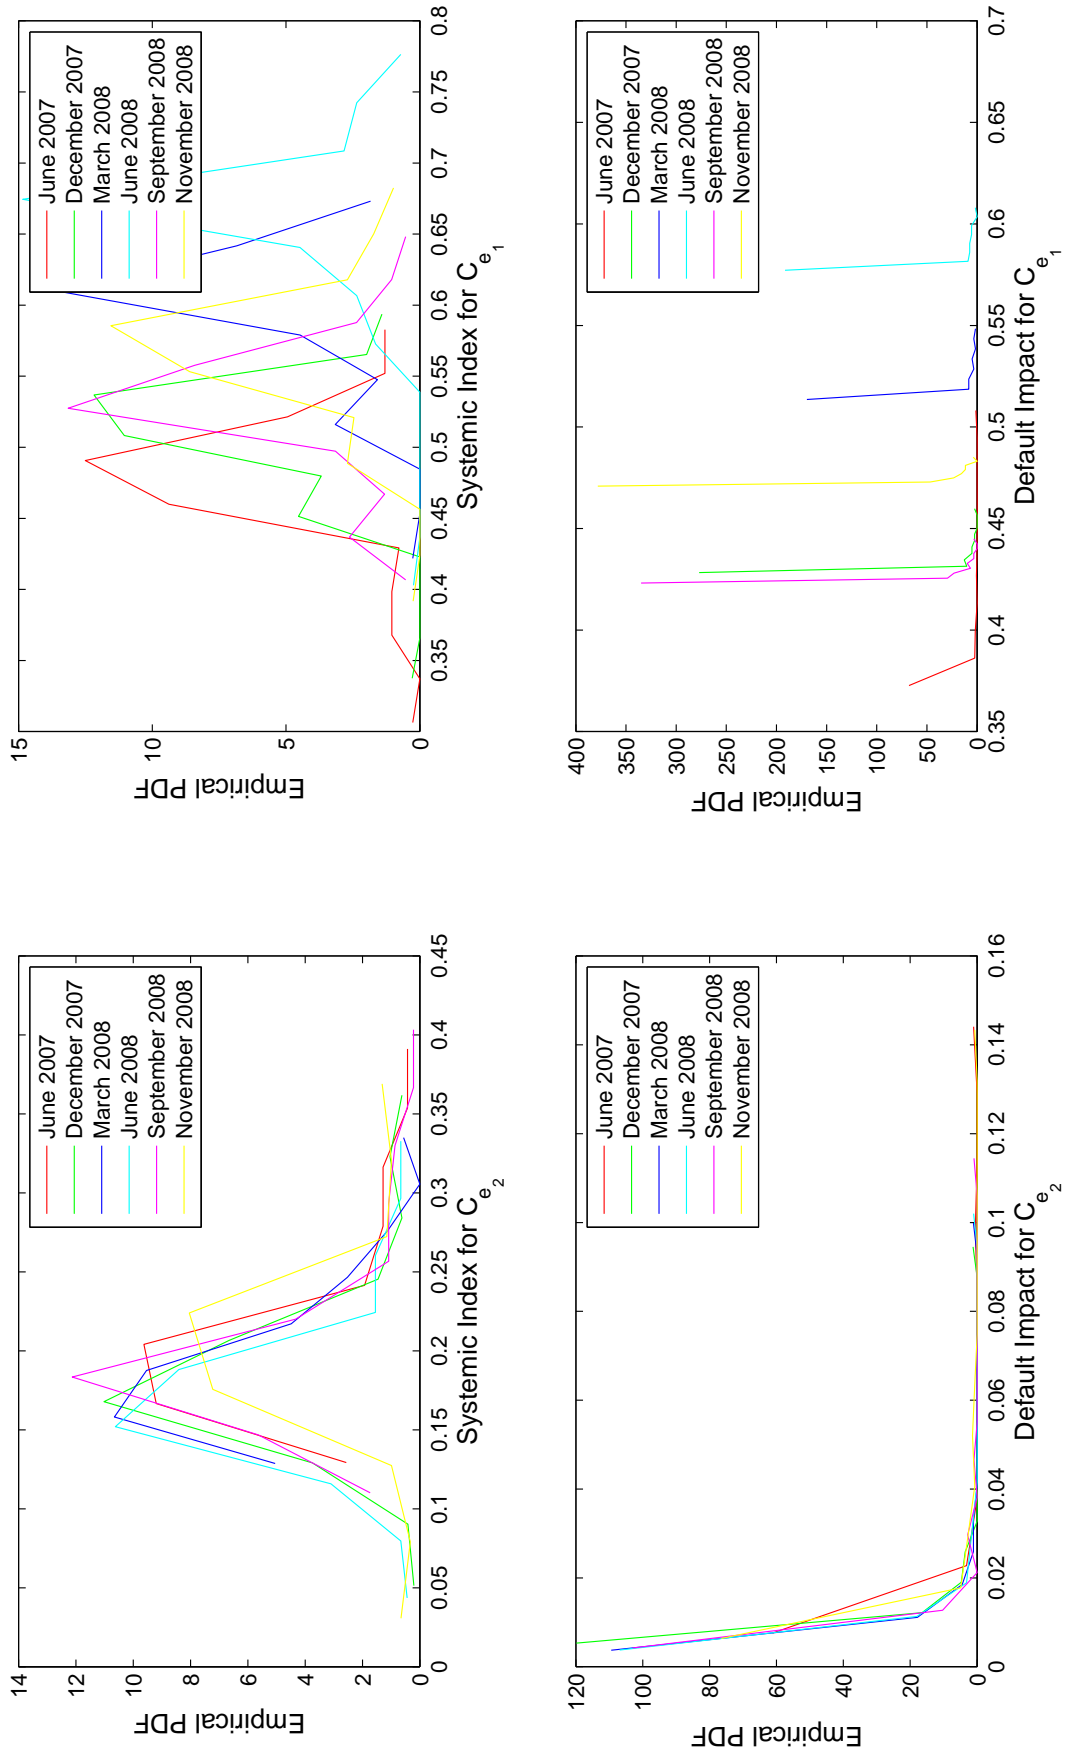 14
12
10
8
6
4
2
0
Empirical PDF
0
0.05
0.1
0.15
0.2
0.25
0.3
0.35
0.4
0.45
Systemic Index for C_e_2
June 2007
December 2007
March 2008
June 2008
September 2008
November 2008
15
10
5
0
Empirical PDF
0.35
0.4
0.45
0.5
0.55
0.6
0.65
0.7
0.75
0.8
Systemic Index for C_e_1
June 2007
December 2007
March 2008
June 2008
September 2008
November 2008
120
100
80
60
40
20
0
Empirical PDF
0
0.02
0.04
0.06
0.08
0.1
0.12
0.14
0.16
Default Impact for C_e_2
June 2007
December 2007
March 2008
June 2008
September 2008
November 2008
400
350
300
250
200
150
100
50
0
Empirical PDF
0.35
0.4
0.45
0.5
0.55
0.6
0.65
0.7
Default Impact for C_e_1
June 2007
December 2007
March 2008
June 2008
September 2008
November 2008